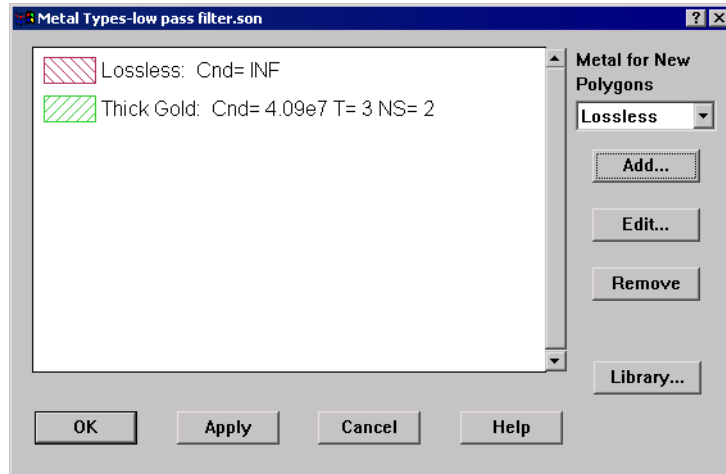 Metal Types-low pass filter.son
Lossless: Cnd= INF
Thick Gold: Cnd= 4.09e7 T= 3 NS= 2
Metal for New
Polygons
Lossless
Add...
Edit...
Remove
Library...
OK Apply Cancel Help